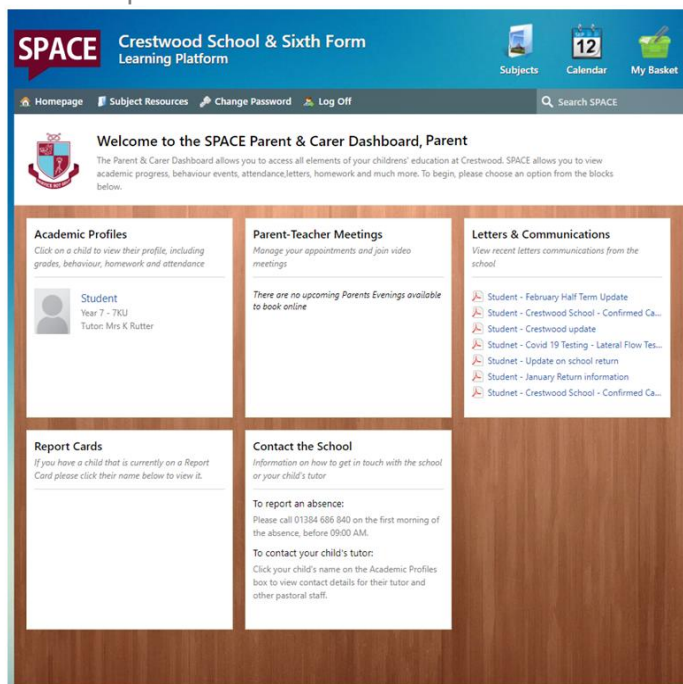 SPACE
Crestwood School & Sixth Form
Learning Platform
Subjects
12
Calendar
My Basket
Homepage
Subject Resources
Change Password
Log Off
Search SPACE
Welcome to the SPACE Parent & Carer Dashboard, Parent
The Parent & Carer Dashboard allows you to access all elements of your childrens' education at Crestwood. SPACE allows you to view
academic progress, behaviour events, attendance,letters, homework and much more. To begin, please choose an option from the blocks
below.
Academic Profiles
Click on a child to view their profile, including
grades, behaviour, homework and attendance
Student
Year 7 - 7KU
Tutor: Mrs K Rutter
Parent-Teacher Meetings
Manage your appointments and join video
meetings
There are no upcoming Parents Evenings available
to book online
Letters & Communications
View recent letters communications from the
school
Student - February Half Term Update
Student - Crestwood School - Confirmed Ca...
Student - Crestwood update
Studnet - Covid 19 Testing - Lateral Flow Tes...
Studnet - Update on school return
Student - January Return information
Studnet - Crestwood School - Confirmed Ca...
Report Cards
If you have a child that is currently on a Report
Card please click their name below to view it.
Contact the School
Information on how to get in touch with the school
or your child's tutor
To report an absence:
Please call 01384 686 840 on the first morning of
the absence, before 09:00 AM.
To contact your child's tutor:
Click your child's name on the Academic Profiles
box to view contact details for their tutor and
other pastoral staff.